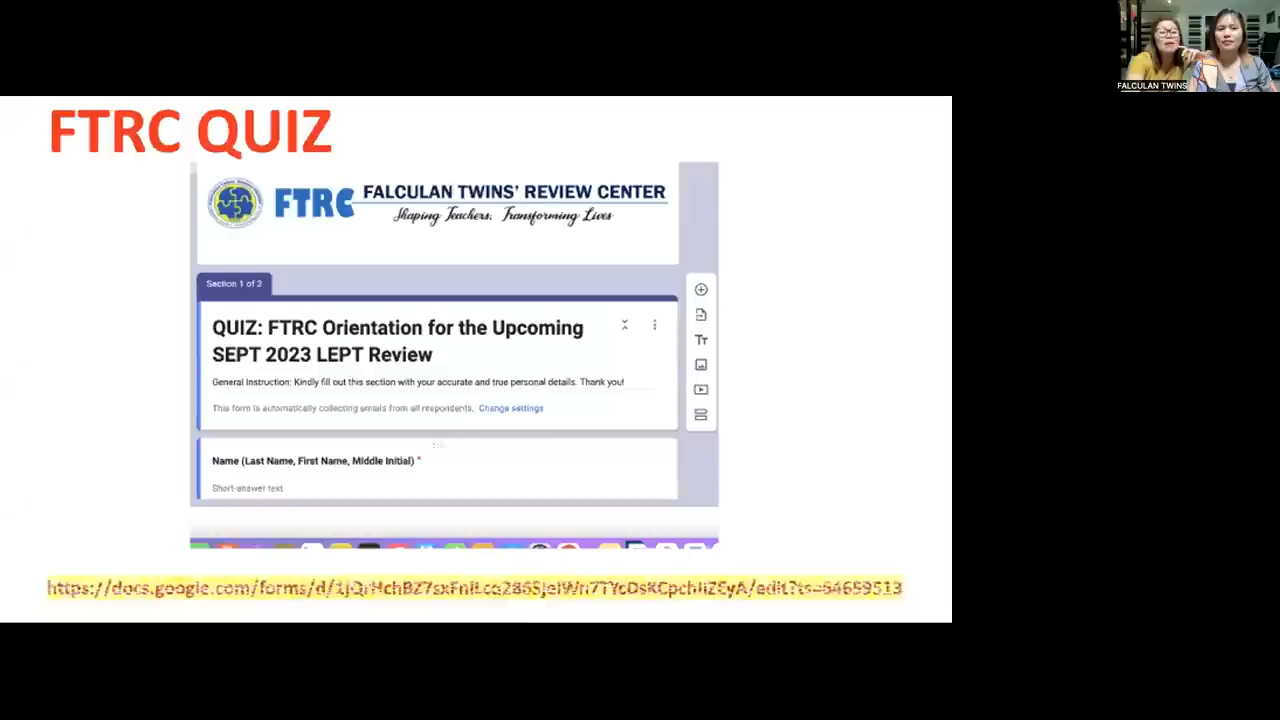 FALCULAN TWINS
FTRC QUIZ
FTRC FALCULAN TWINS' REVIEW CENTER
Shaping Teachers, Transforming Lives
Section 1 of 2
QUIZ: FTRC Orientation for the Upcoming
SEPT 2023 LEPT Review
General Instruction: Kindly fill out this section with your accurate and true personal details. Thank you!
This form is automatically collecting emails from all respondents. Change settings
Name (Last Name, First Name, Middle Initial) *
Short-answer text
Tт